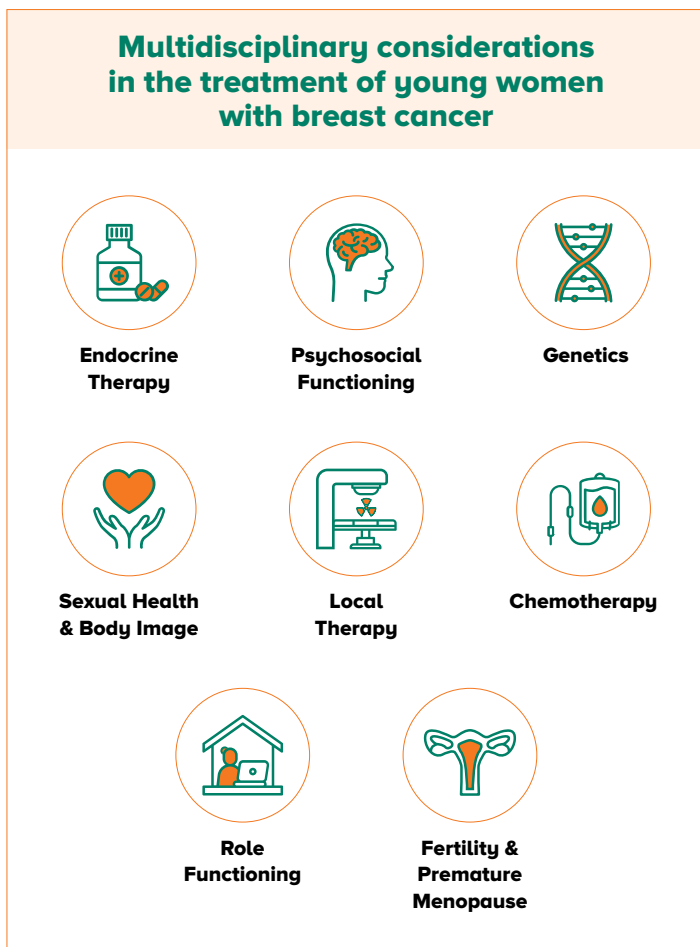 Multidisciplinary considerations
in the treatment of young women
with breast cancer
Endocrine
Therapy
Psychosocial
Functioning
Genetics
Sexual Health
& Body Image
Local
Therapy
Chemotherapy
Role
Functioning
Fertility &
Premature
Menopause